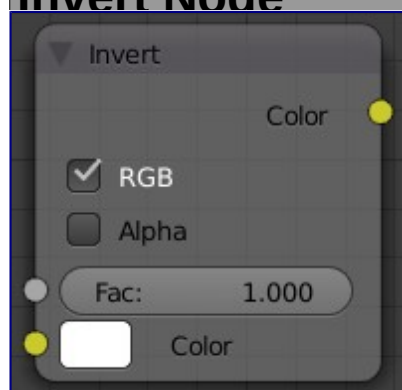 Invert Node
Invert
Color
RGB
Alpha
Fac: 1.000
Color